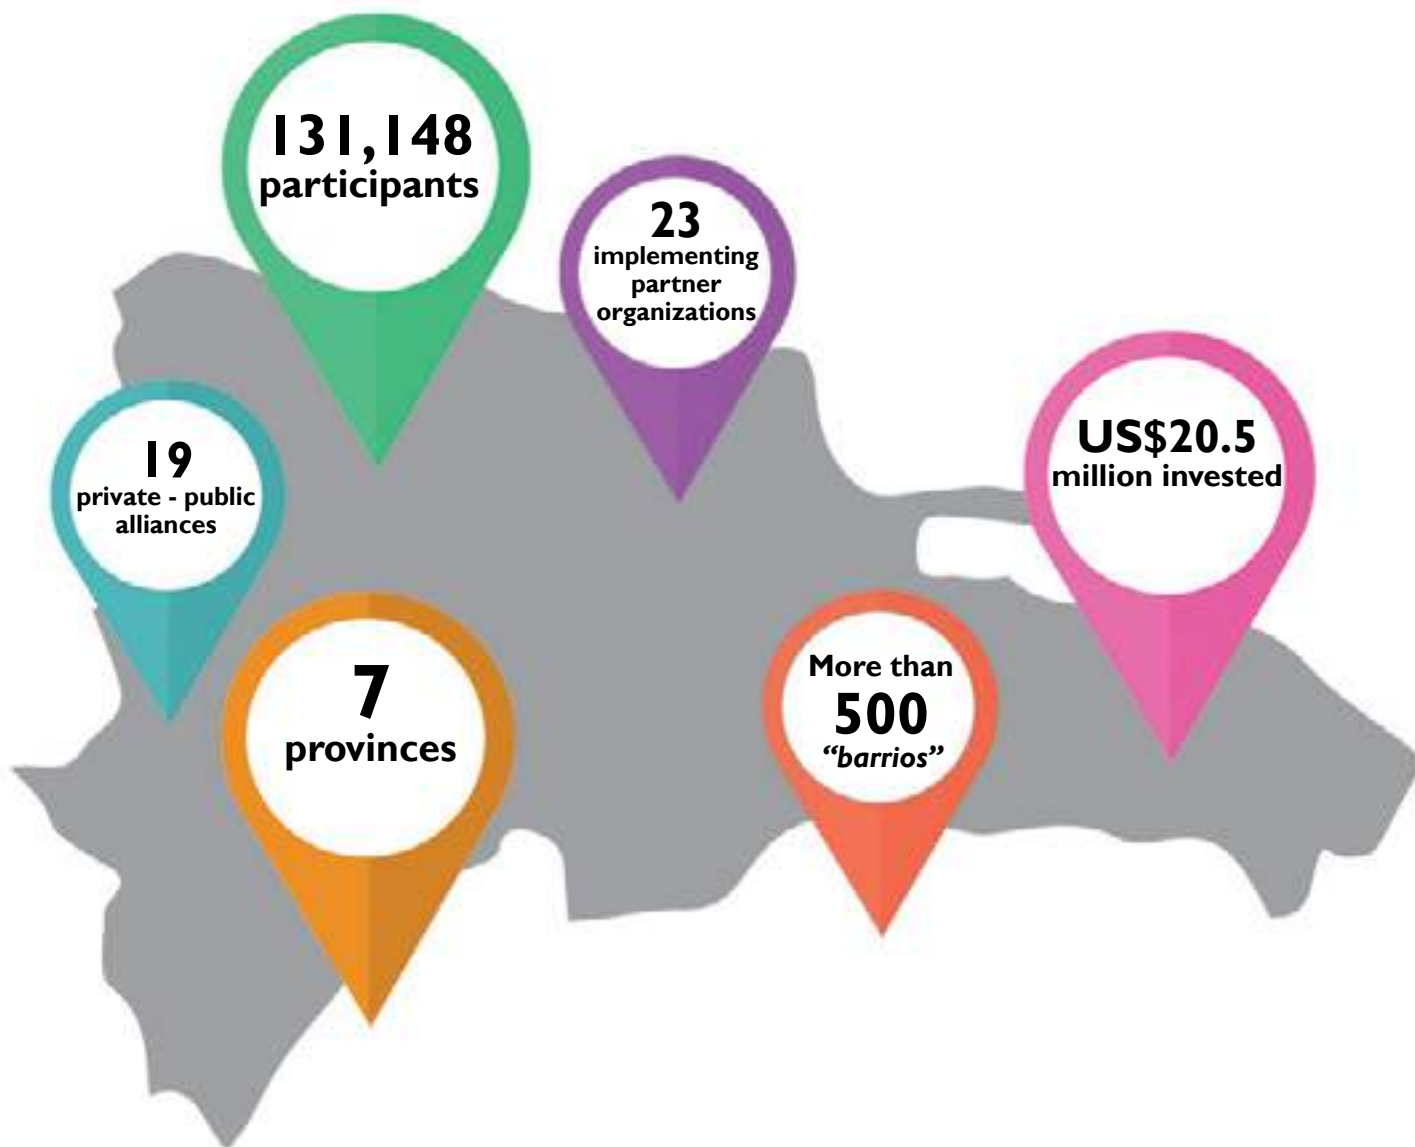 131,148
participants
23
implementing
partner
organizations
19
private - public
alliances
US$20.5
million invested
7
provinces
More than
500
“barrios”